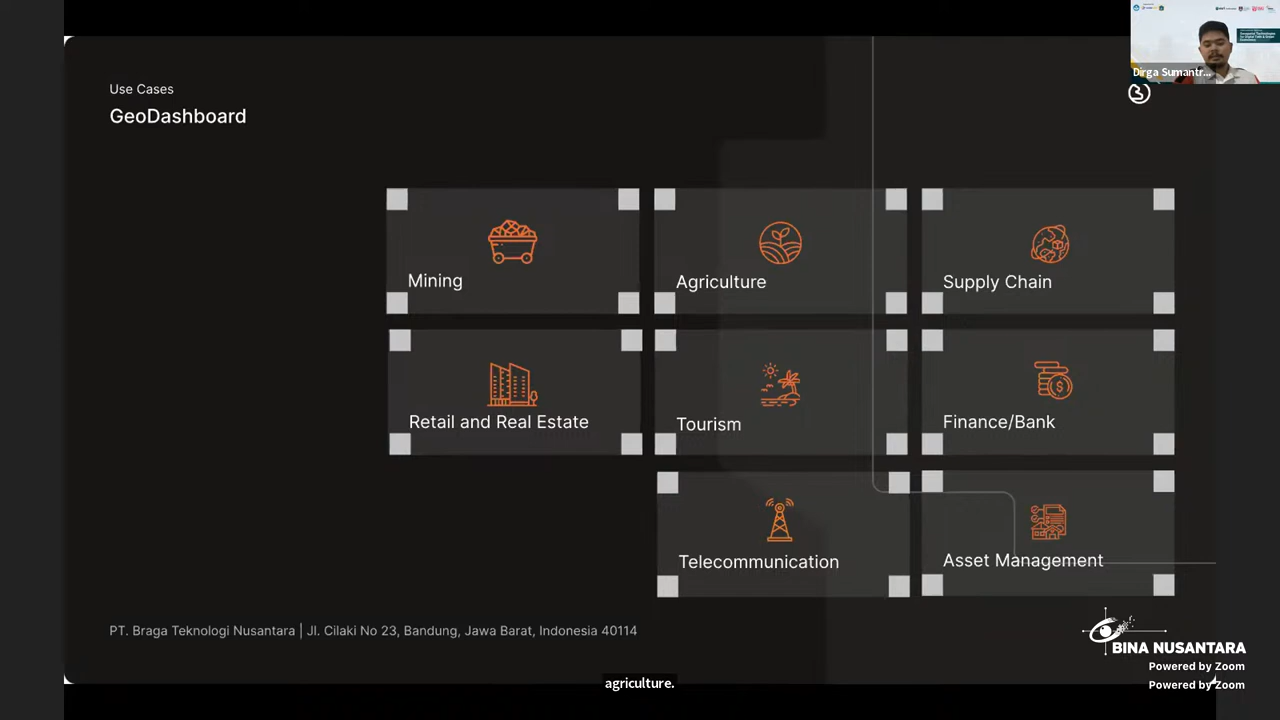 Use Cases
GeoDashboard
Dirga Sumantr...
Mining
Agriculture
Supply Chain
Retail and Real Estate
Tourism
Finance/Bank
Telecommunication
Asset Management
PT. Braga Teknologi Nusantara | Jl. Cilaki No 23, Bandung, Jawa Barat, Indonesia 40114
BINA NUSANTARA
Powered by Zoom
Powered by Zoom
agriculture.